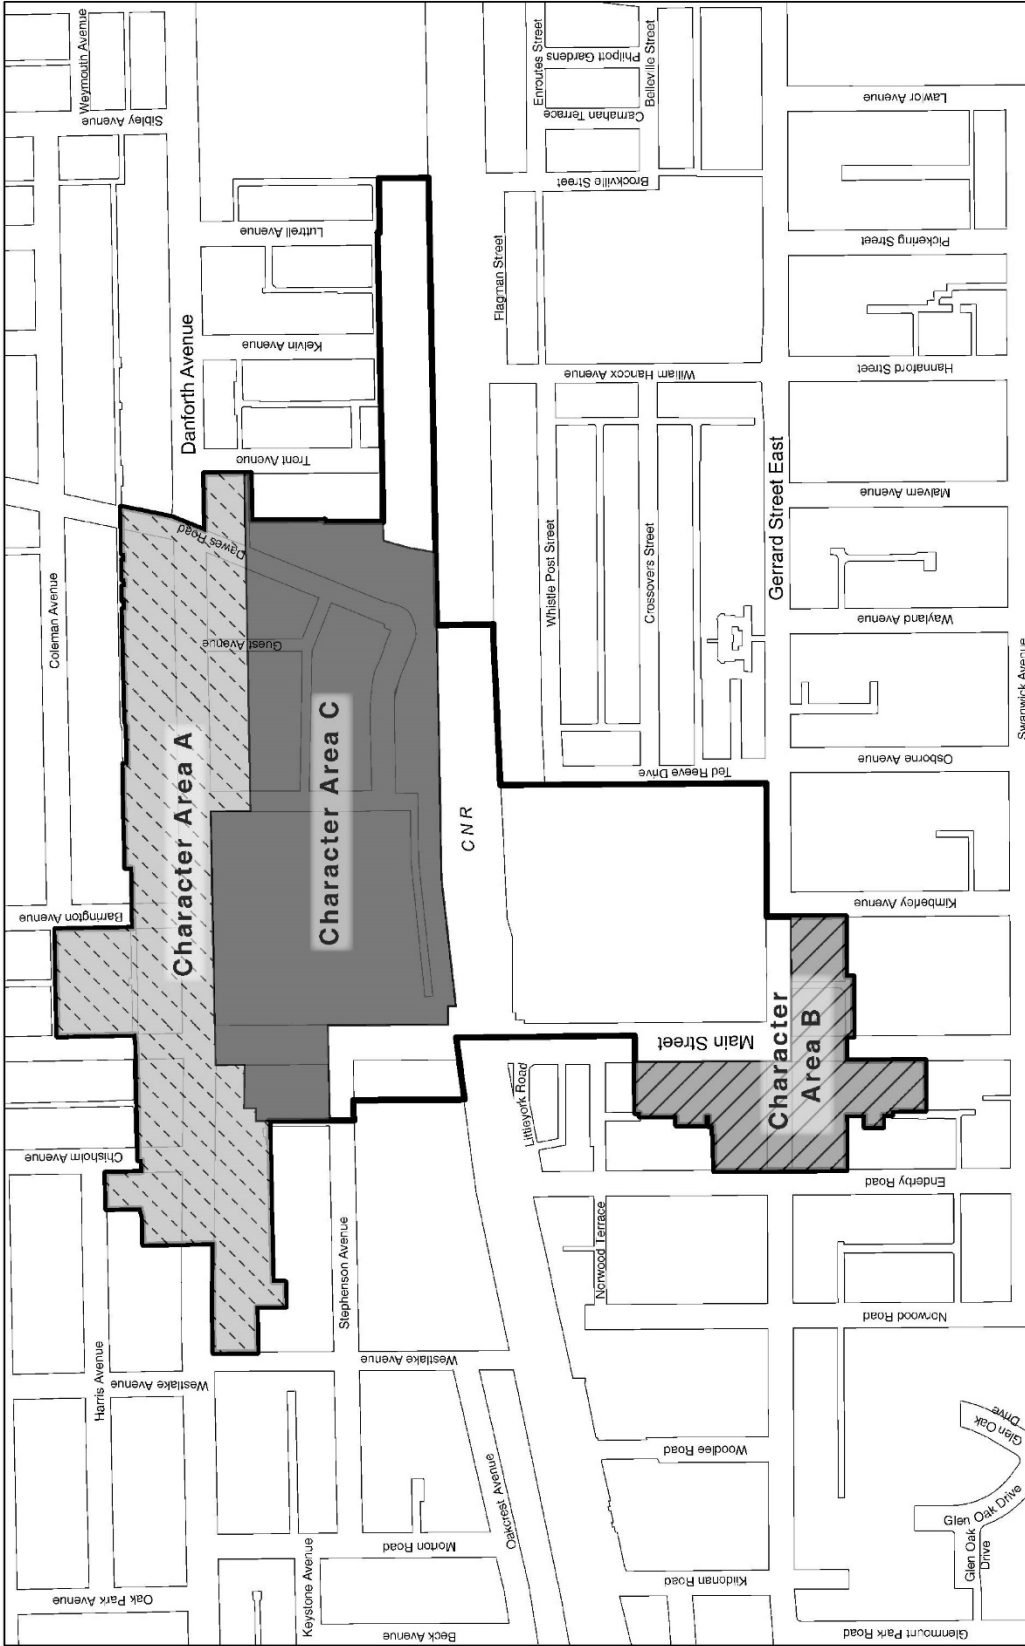 Weymouth Avenue
Sibley Avenue
Enroutes Street
Philpott Gardens
Belleville Street
Carnahan Terrace
Brockville Street
Lawlor Avenue
Luttrell Avenue
Pickering Street
Flagman Street
Kelvin Avenue
William Hancox Avenue
Hannaford Street
Danforth Avenue
Trent Avenue
Gerrard Street East
Malvern Avenue
Dawes Road
Coleman Avenue
Guest Avenue
Whistle Post Street
Crossovers Street
Wayland Avenue
Swanwick Avenue
Character Area A
Character Area C
CNR
Ted Reeve Drive
Osborne Avenue
Barrington Avenue
Kimberley Avenue
Main Street
Character
Area B
Chisholm Avenue
Littleyork Road
Enderby Road
Stephenson Avenue
Norwood Terrace
Norwood Road
Harris Avenue
Westlake Avenue
Westlake Avenue
Woodlee Road
Glen Oak
Drive
Oakcrest Avenue
Morton Road
Glen Oak Drive
Glen Oak
Drive
Oak Park Avenue
Keystone Avenue
Beck Avenue
Kildonan Road
Glenmount Park Road